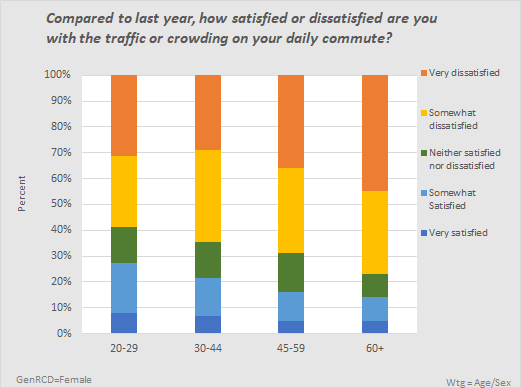 Compared to last year, how satisfied or dissatisfied are you
with the traffic or crowding on your daily commute?
100%
90%
80%
70%
60%
50%
40%
30%
20%
10%
0%
Percent
20-29
30-44
45-59
60+
Very dissatisfied
Somewhat
dissatisfied
Neither satisfied
nor dissatisfied
Somewhat
Satisfied
Very satisfied
GenRCD=Female
Wtg = Age/Sex